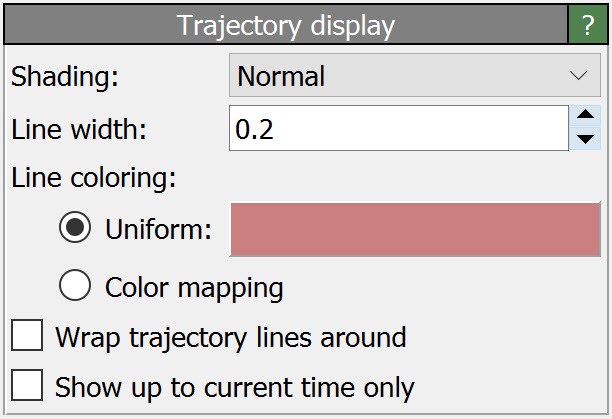 Trajectory display ?
Shading: Normal
Line width: 0.2
Line coloring:
Uniform:
Color mapping
Wrap trajectory lines around
Show up to current time only